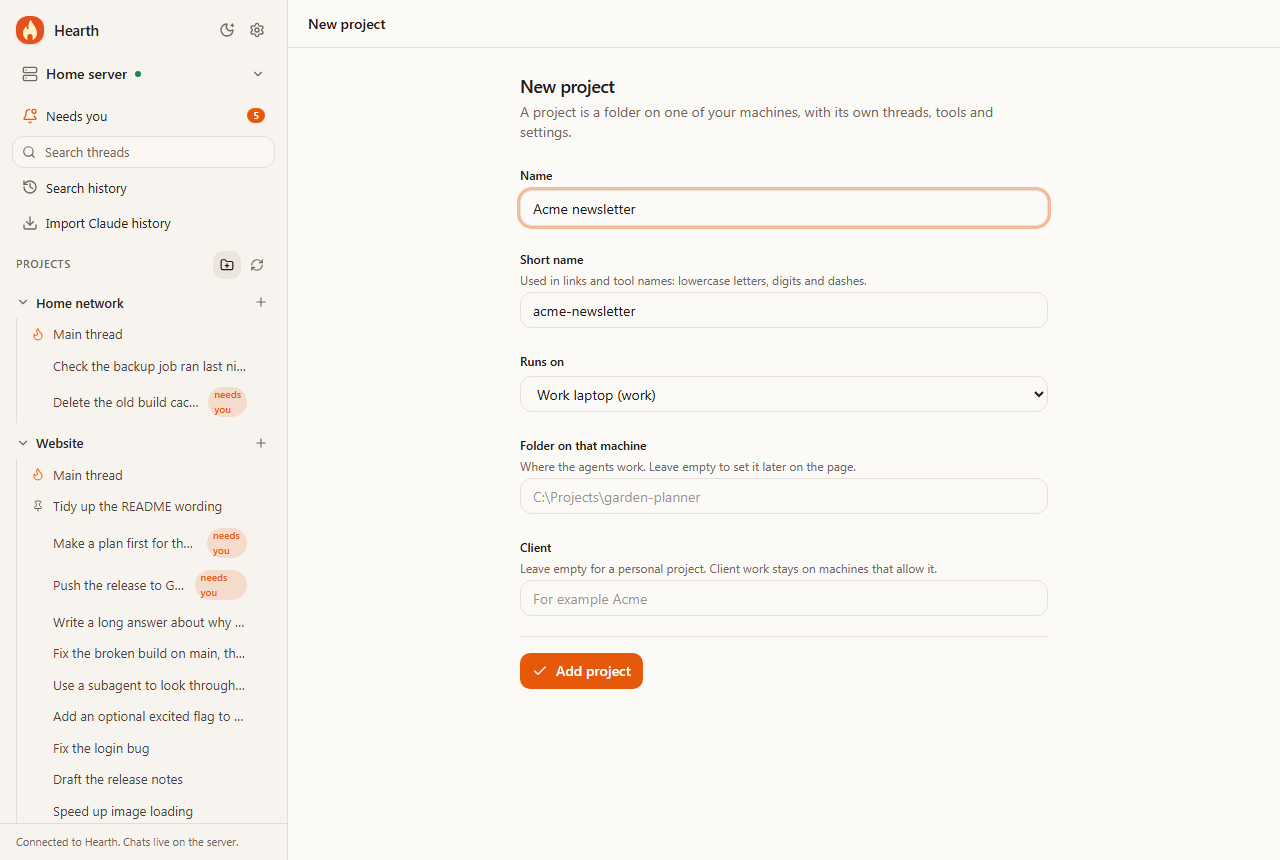 Hearth
Home server
Needs you
5
Search threads
Search history
Import Claude history
PROJECTS
Home network
Main thread
Check the backup job ran last ni...
Delete the old build cac...
needs
you
Website
Main thread
Tidy up the README wording
Make a plan first for th...
needs
you
Push the release to G...
needs
you
Write a long answer about why ...
Fix the broken build on main, th...
Use a subagent to look through...
Add an optional excited flag to ...
Fix the login bug
Draft the release notes
Speed up image loading
Connected to Hearth. Chats live on the server.
New project
New project
A project is a folder on one of your machines, with its own threads, tools and
settings.
Name
Acme newsletter
Short name
Used in links and tool names: lowercase letters, digits and dashes.
acme-newsletter
Runs on
Work laptop (work)
Folder on that machine
Where the agents work. Leave empty to set it later on the page.
C:\Projects\garden-planner
Client
Leave empty for a personal project. Client work stays on machines that allow it.
For example Acme
Add project